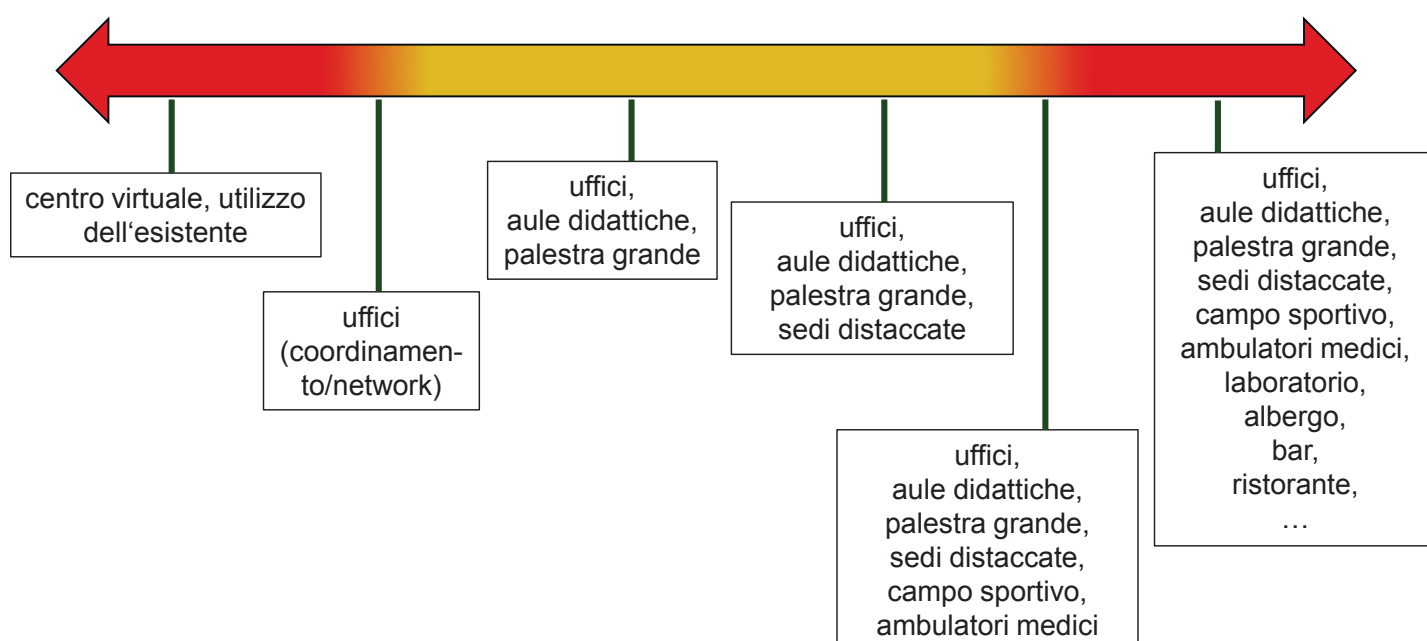 centro virtuale, utilizzo
dell‘esistente
uffici
(coordinamen-
to/network)
uffici,
aule didattiche,
palestra grande
uffici,
aule didattiche,
palestra grande,
sedi distaccate
uffici,
aule didattiche,
palestra grande,
sedi distaccate,
campo sportivo,
ambulatori medici
uffici,
aule didattiche,
palestra grande,
sedi distaccate,
campo sportivo,
ambulatori medici,
laboratorio,
albergo,
bar,
ristorante,
…